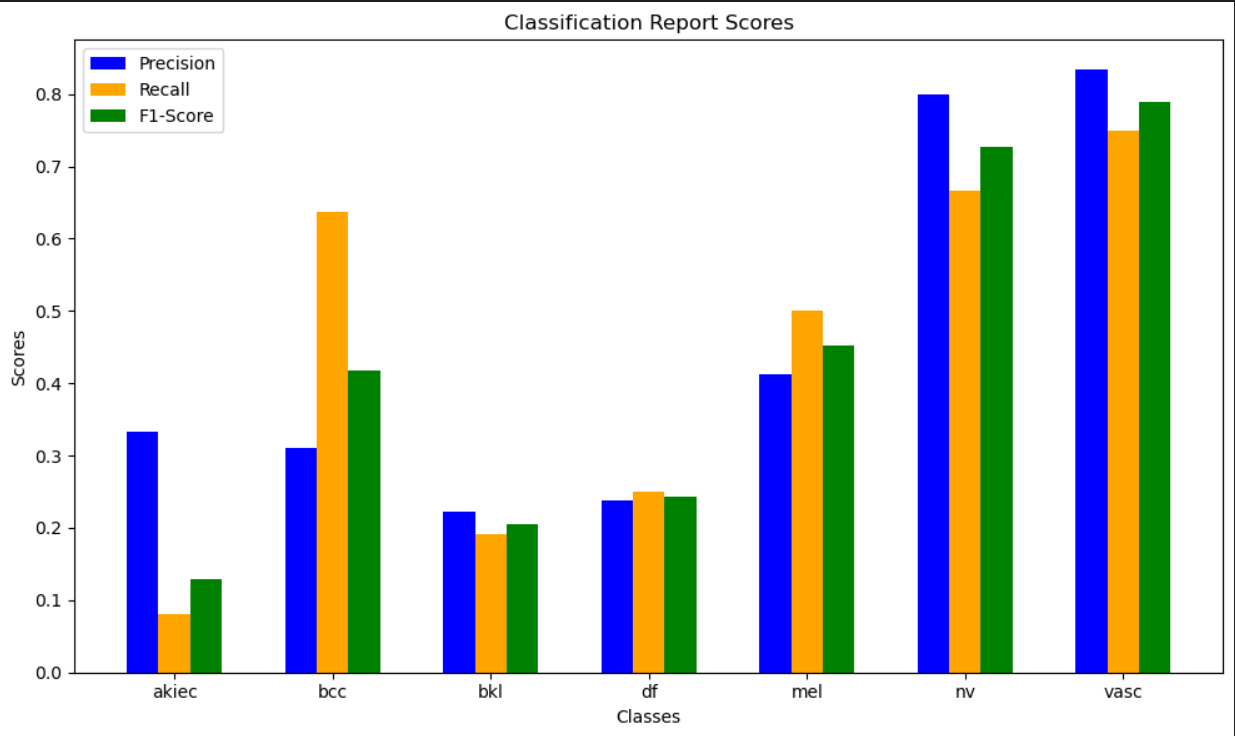 Classification Report Scores
Precision
Recall
F1-Score
0.8
0.7
0.6
0.5
0.4
0.3
0.2
0.1
0.0
Scores
akiec bcc bkl df mel nv vasc
Classes